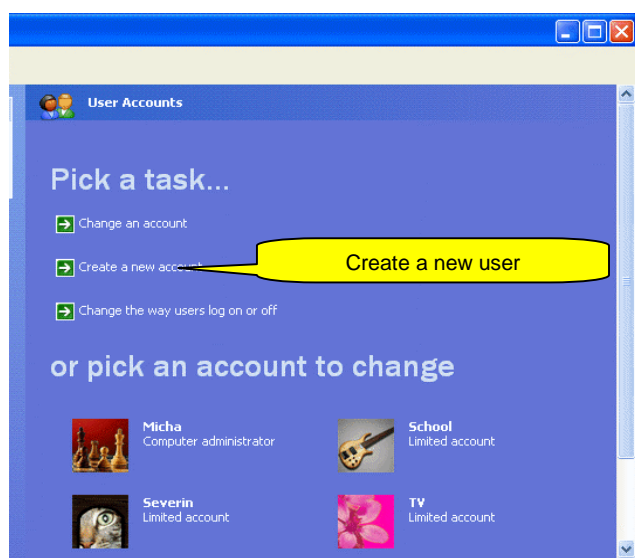 User Accounts
Pick a task...
Change an account
Create a new account
Create a new user
Change the way users log on or off
or pick an account to change
Micha
Computer administrator
School
Limited account
Severin
Limited account
TV
Limited account